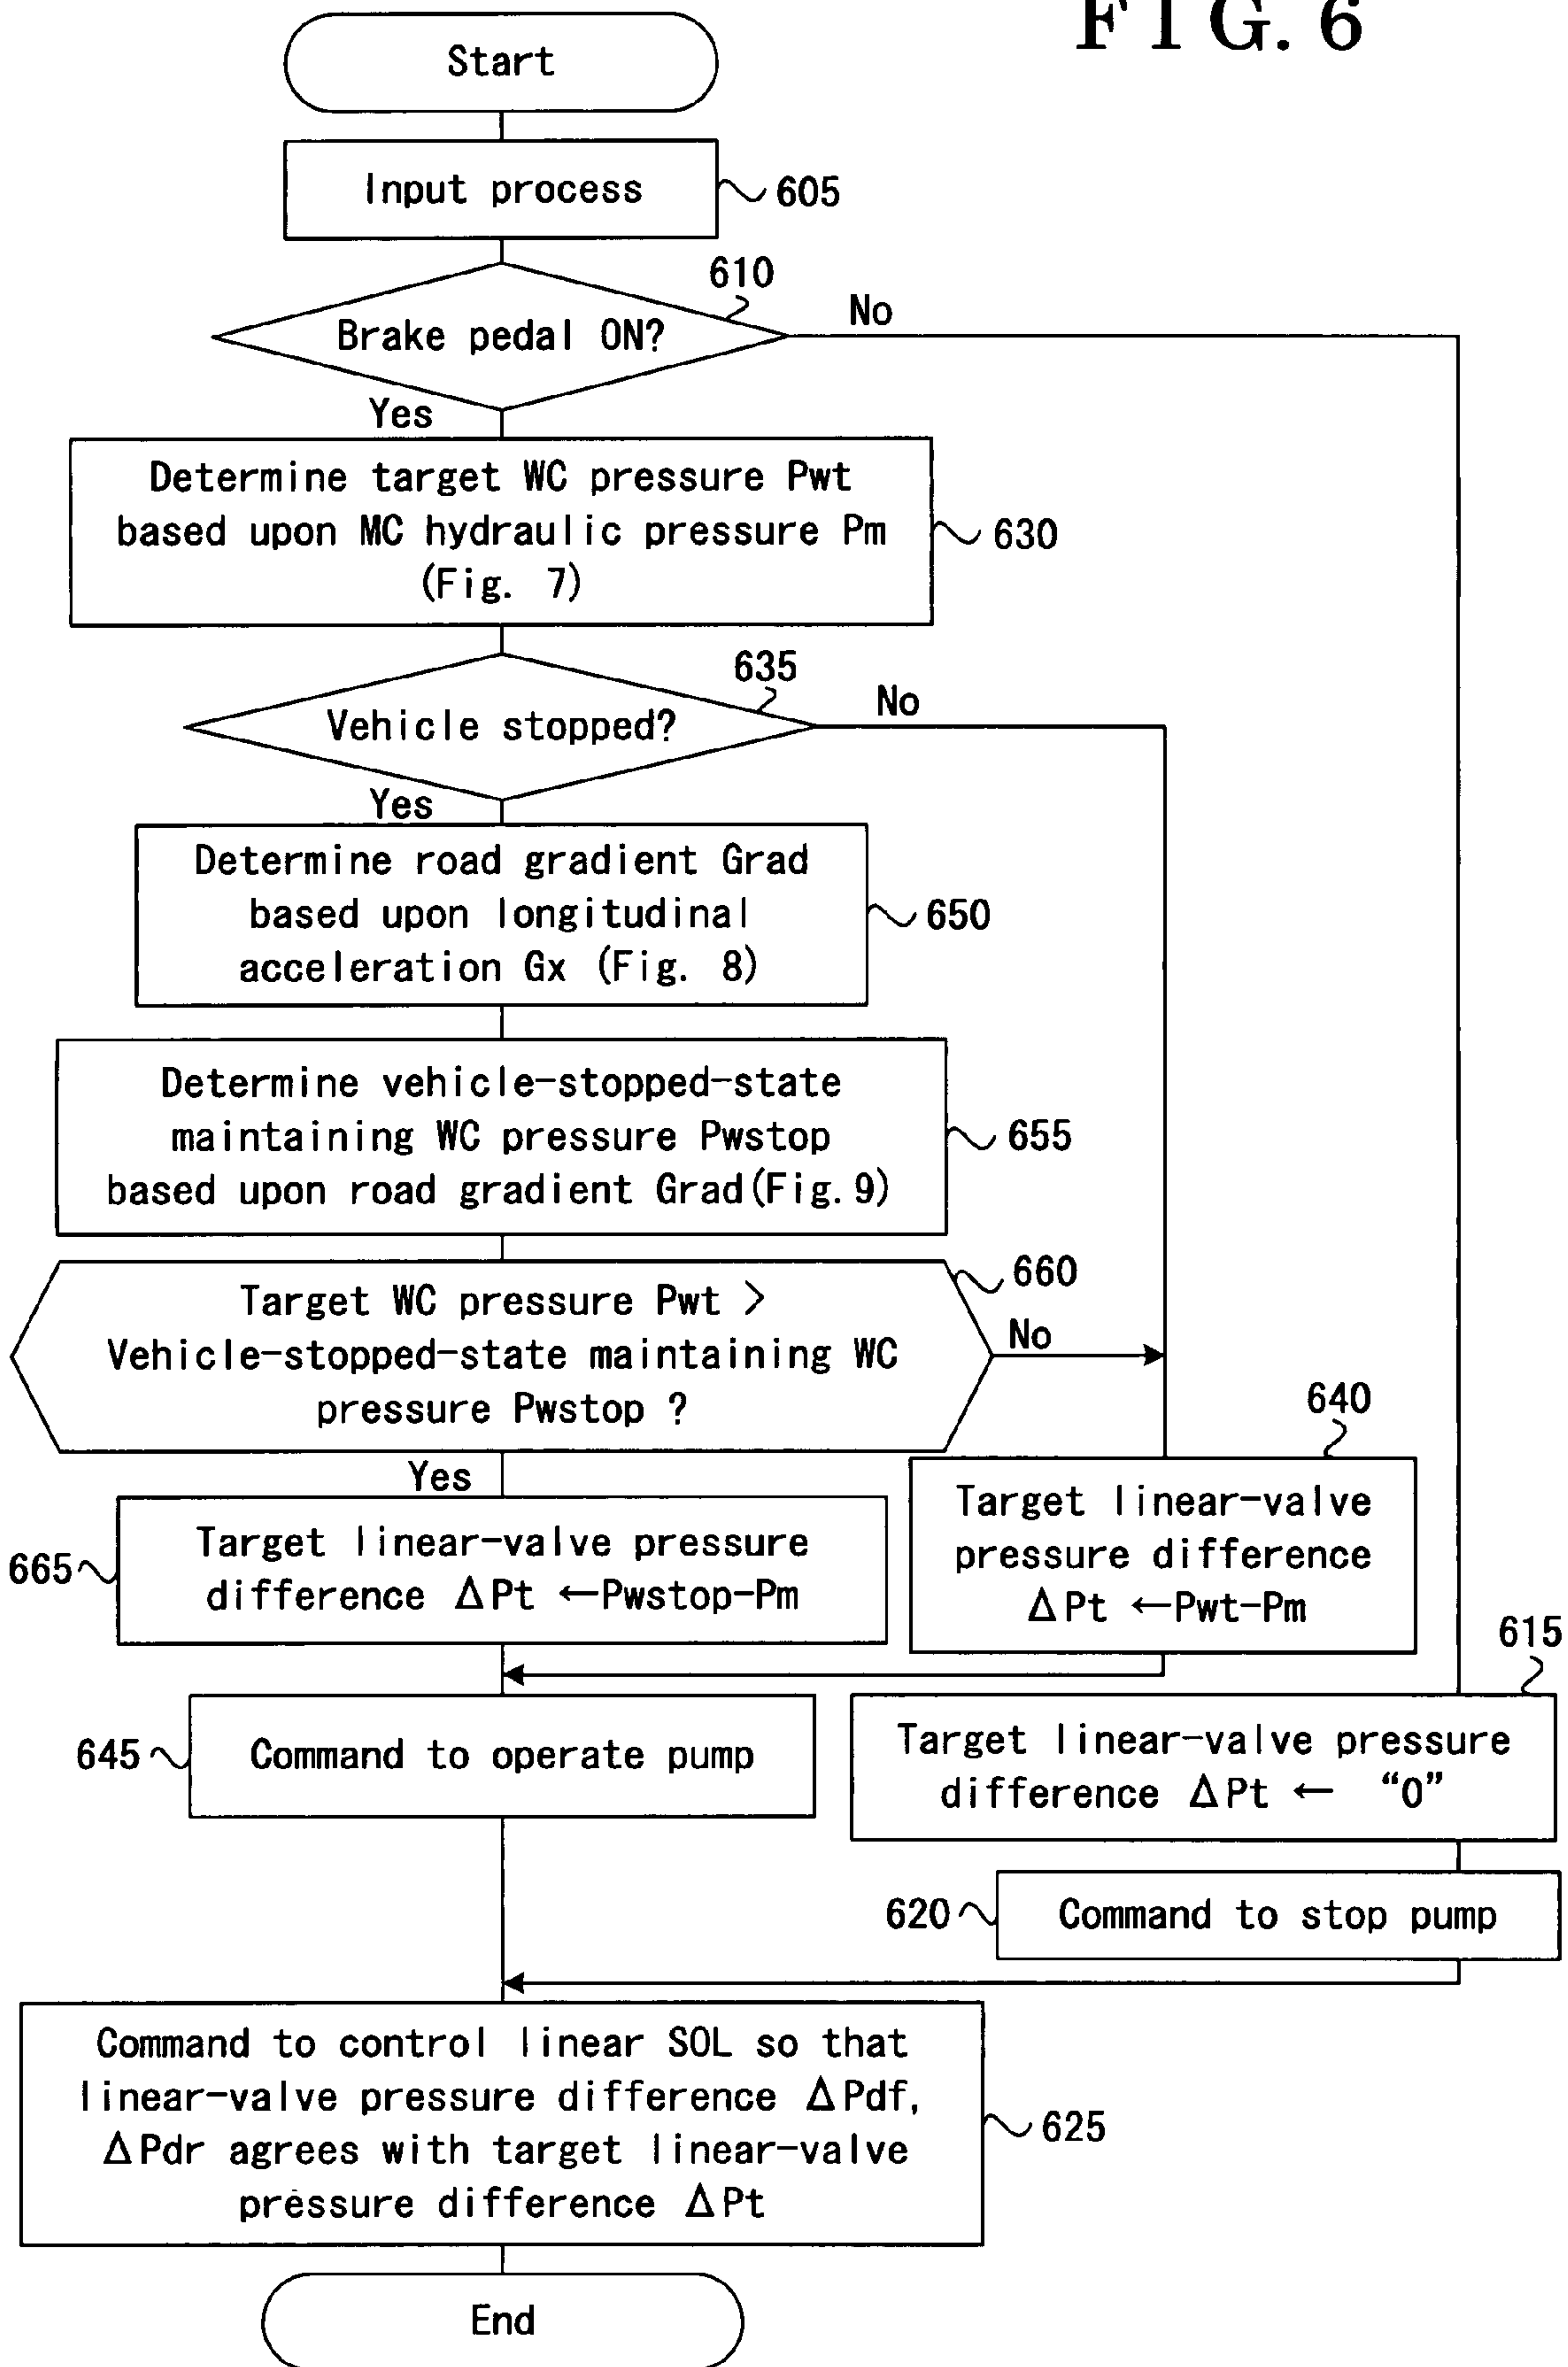 FIG. 6
Start
Input process
605
610
Brake pedal ON?
No
Yes
Determine target WC pressure Pwt
based upon MC hydraulic pressure Pm
(Fig. 7)
630
635
Vehicle stopped?
No
Yes
Determine road gradient Grad
based upon longitudinal
acceleration Gx (Fig. 8)
650
Determine vehicle-stopped-state
maintaining WC pressure Pwstop
based upon road gradient Grad(Fig.9)
655
660
Target WC pressure Pwt >
Vehicle-stopped-state maintaining WC
pressure Pwstop ?
No
Yes
640
Target linear-valve
pressure difference
ΔPt ←Pwt-Pm
665
Target linear-valve pressure
difference ΔPt ←Pwstop-Pm
615
Target linear-valve pressure
difference ΔPt ← “0”
645
Command to operate pump
620
Command to stop pump
Command to control linear SOL so that
linear-valve pressure difference ΔPdf,
ΔPdr agrees with target linear-valve
pressure difference ΔPt
625
End